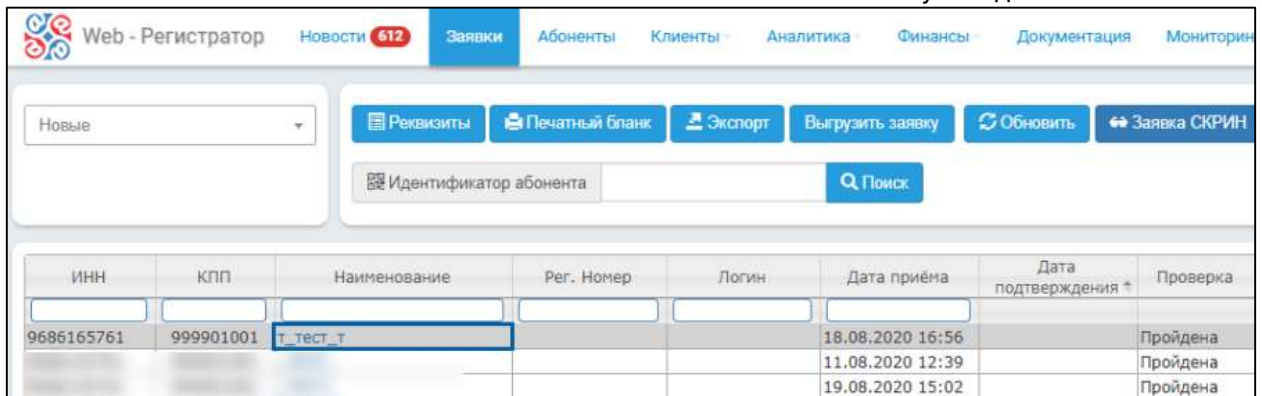 Web - Регистратор Новости 612 Заявки Абоненты Клиенты Аналитика Финансы Документация Мониторин
Новые Реквизиты Печатный бланк Экспорт Выгрузить заявку Обновить Заявка СКРИН
Идентификатор абонента Поиск
ИНН КПП Наименование Рег. Номер Логин Дата приёма Дата подтверждения Проверка
9686165761 999901001 т_тест_т 18.08.2020 16:56 Пройдена
11.08.2020 12:39 Пройдена
19.08.2020 15:02 Пройдена